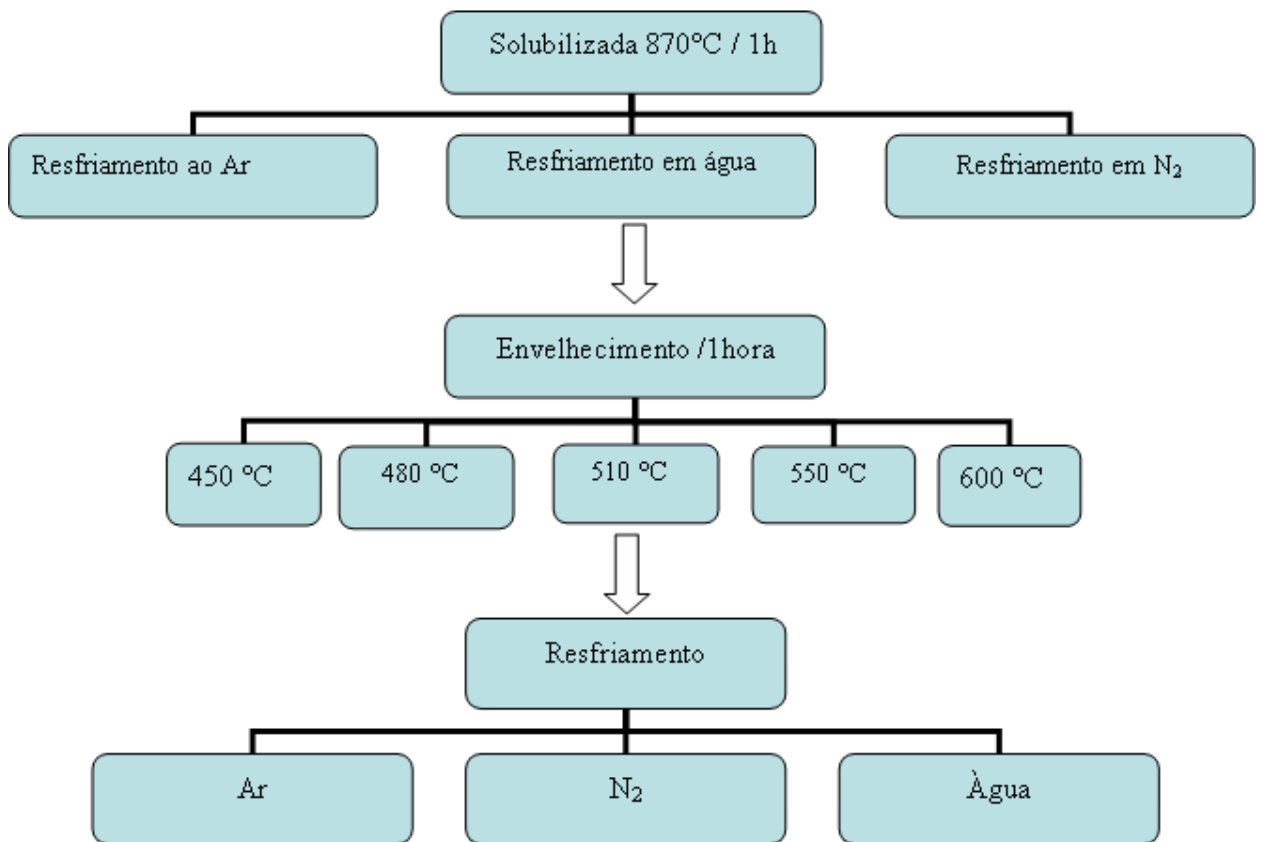 Solubilizada 870ºC / 1h
Resfriamento ao Ar
Resfriamento em água
Resfriamento em N₂
Envelhecimento /1hora
450 ºC
480 ºC
510 ºC
550 ºC
600 ºC
Resfriamento
Ar
N₂
Àgua